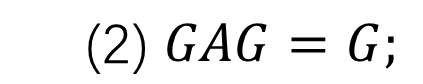 (2) GAG = G;